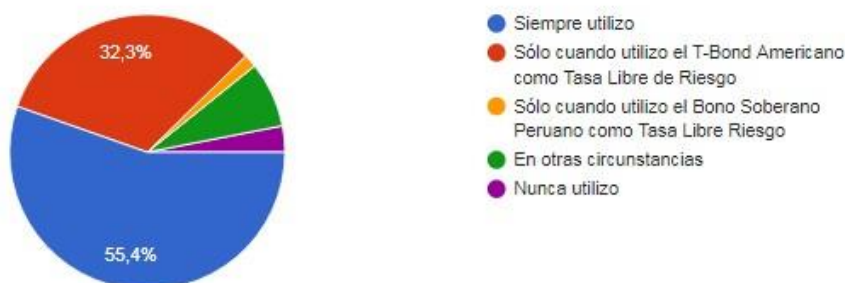 32,3%
55,4%
Siempre utilizo
Sólo cuando utilizo el T-Bond Americano
como Tasa Libre de Riesgo
Sólo cuando utilizo el Bono Soberano
Peruano como Tasa Libre Riesgo
En otras circunstancias
Nunca utilizo